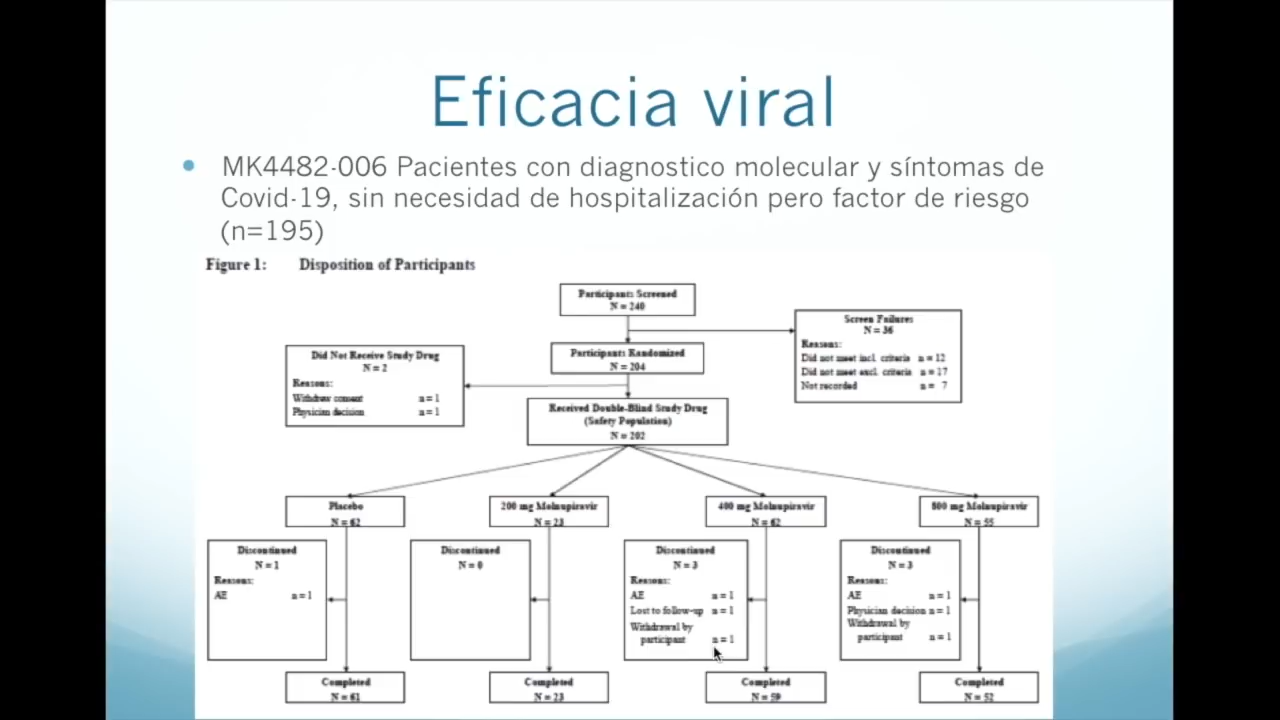 Eficacia viral
MK4482-006 Pacientes con diagnostico molecular y síntomas de
Covid-19, sin necesidad de hospitalización pero factor de riesgo
(n=195)
Figure 1: Disposition of Participants
Participants Screened
N = 240
Screen Failures
N = 36
Reasons:
Did not meet incl. criteria n = 12
Did not meet excl. criteria n = 17
Not recorded n = 7
Participants Randomized
N = 204
Did Not Receive Study Drug
N = 2
Reasons:
Withdrew consent n = 1
Physician decision n = 1
Received Double-Blind Study Drug
(Safety Population)
N = 202
Placebo
N = 62
200 mg Molnupiravir
N = 23
400 mg Molnupiravir
N = 62
800 mg Molnupiravir
N = 55
Discontinued
N = 1
Reasons:
AE n = 1
Discontinued
N = 0
Discontinued
N = 3
Reasons:
AE n = 1
Lost to follow-up n = 1
Withdrawal by
participant n = 1
Discontinued
N = 3
Reasons:
AE n = 1
Physician decision n = 1
Withdrawal by
participant n = 1
Completed
N = 61
Completed
N = 23
Completed
N = 59
Completed
N = 52